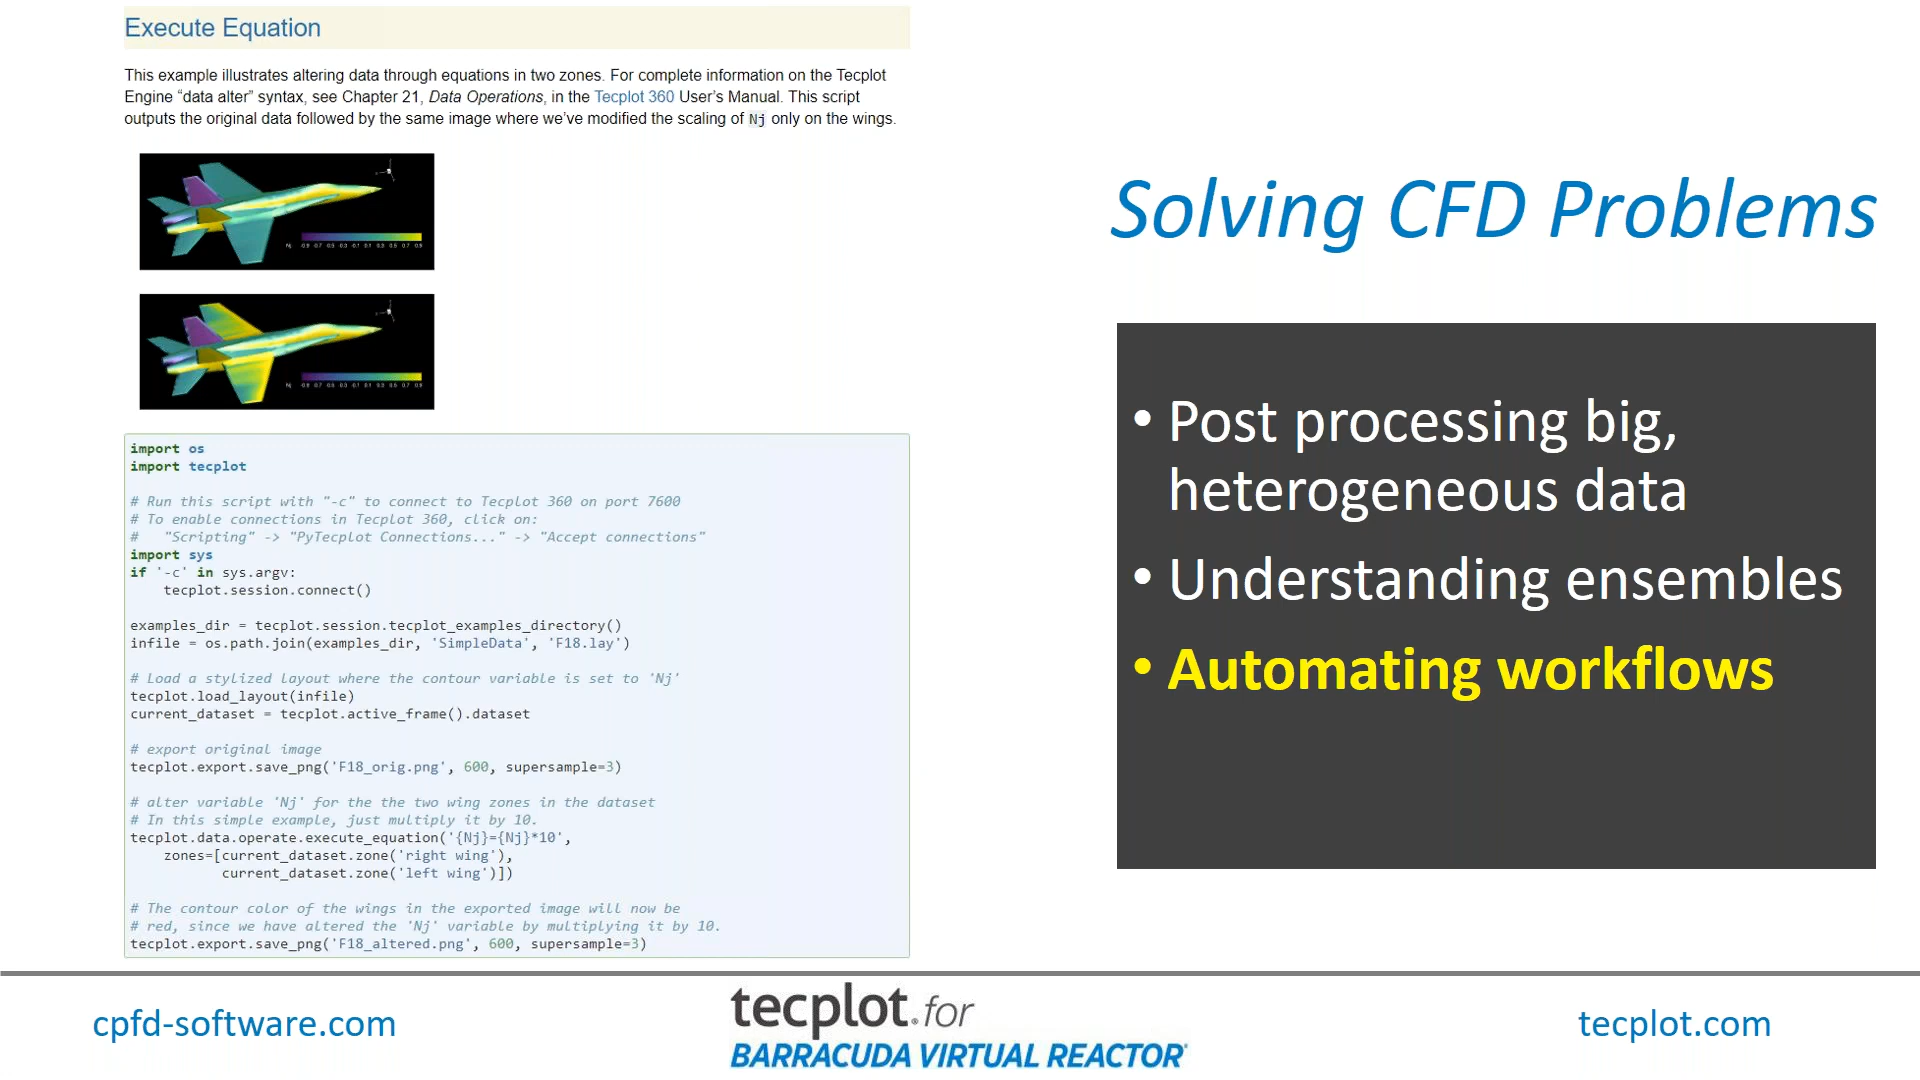 Execute Equation
This example illustrates altering data through equations in two zones. For complete information on the Tecplot
Engine “data alter” syntax, see Chapter 21, Data Operations, in the Tecplot 360 User’s Manual. This script
outputs the original data followed by the same image where we’ve modified the scaling of Nj only on the wings.
import os
import tecplot
# Run this script with "-c" to connect to Tecplot 360 on port 7600
# To enable connections in Tecplot 360, click on:
#   "Scripting" -> "PyTecplot Connections..." -> "Accept connections"
import sys
if '-c' in sys.argv:
    tecplot.session.connect()
examples_dir = tecplot.session.tecplot_examples_directory()
infile = os.path.join(examples_dir, 'SimpleData', 'F18.lay')
# Load a stylized layout where the contour variable is set to 'Nj'
tecplot.load_layout(infile)
current_dataset = tecplot.active_frame().dataset
# export original image
tecplot.export.save_png('F18_orig.png', 600, supersample=3)
# alter variable 'Nj' for the the two wing zones in the dataset
# In this simple example, just multiply it by 10.
tecplot.data.operate.execute_equation('{Nj}={Nj}*10',
    zones=[current_dataset.zone('right wing'),
           current_dataset.zone('left wing')])
# The contour color of the wings in the exported image will now be
# red, since we have altered the 'Nj' variable by multiplying it by 10.
tecplot.export.save_png('F18_altered.png', 600, supersample=3)
Solving CFD Problems
• Post processing big,
heterogeneous data
• Understanding ensembles
• Automating workflows
cpfd-software.com
tecplot. for
BARRACUDA VIRTUAL REACTOR
tecplot.com